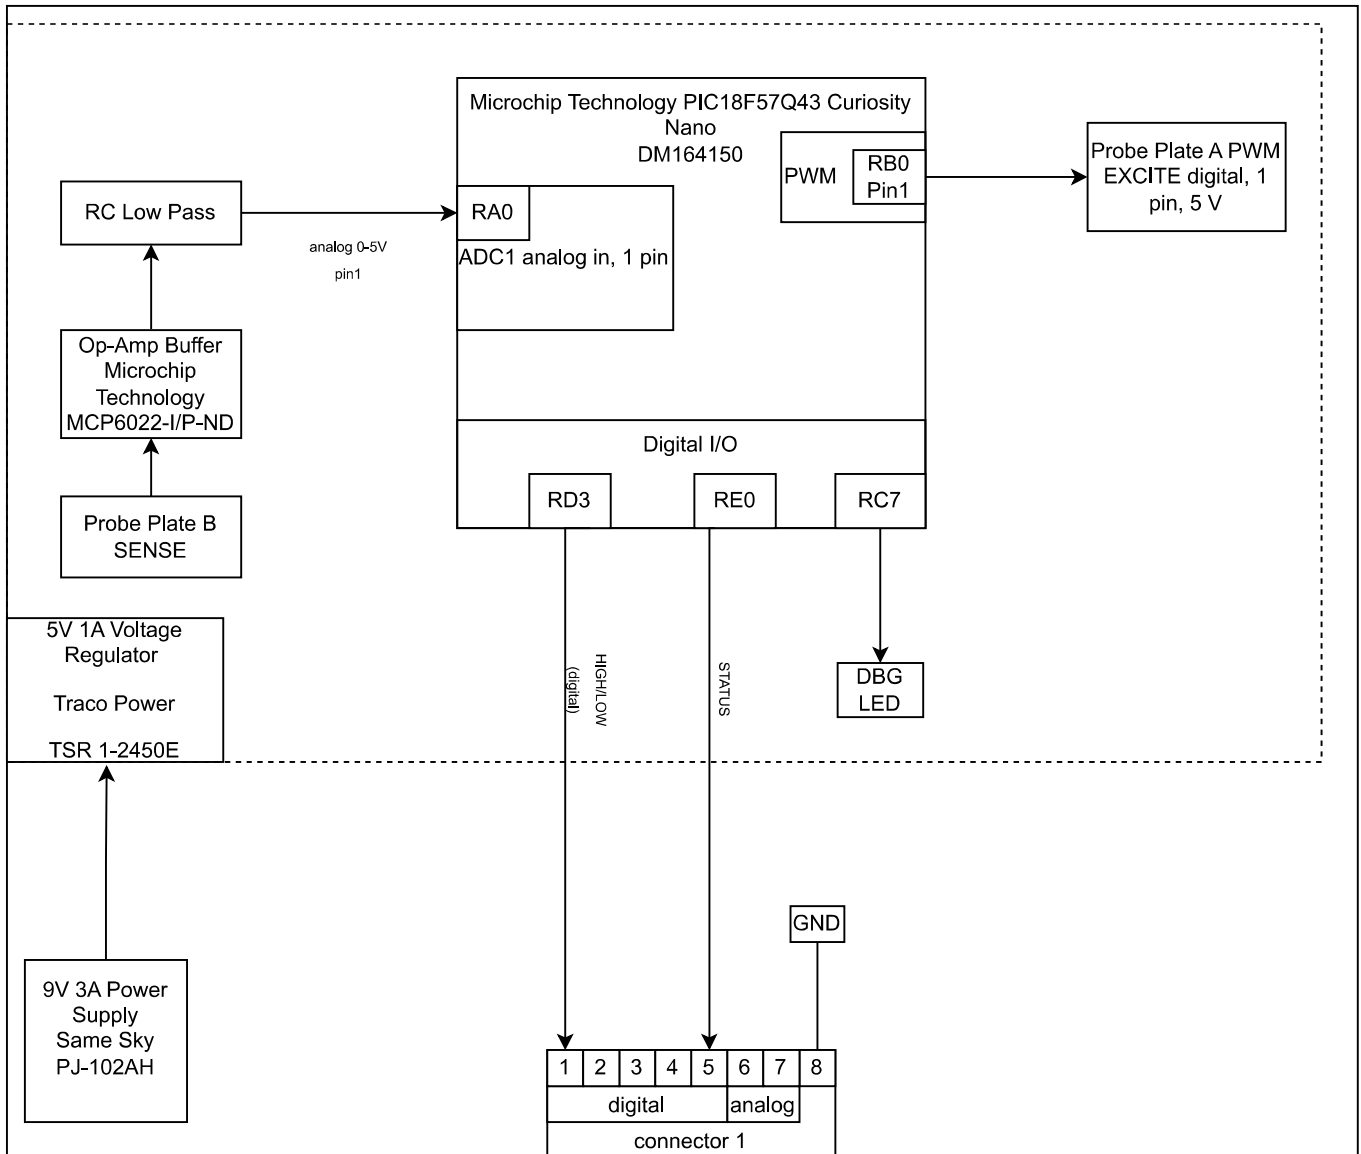 Microchip Technology PIC18F57Q43 Curiosity
Nano
DM164150
PWM
RB0
Pin1
Probe Plate A PWM
EXCITE digital, 1
pin, 5 V
RC Low Pass
analog 0-5V
pin1
RA0
ADC1 analog in, 1 pin
Op-Amp Buffer
Microchip
Technology
MCP6022-I/P-ND
Probe Plate B
SENSE
Digital I/O
RD3
RE0
RC7
5V 1A Voltage
Regulator
Traco Power
TSR 1-2450E
HIGH/LOW
(digital)
STATUS
DBG
LED
9V 3A Power
Supply
Same Sky
PJ-102AH
GND
1 2 3 4 5 6 7 8
digital analog
connector 1